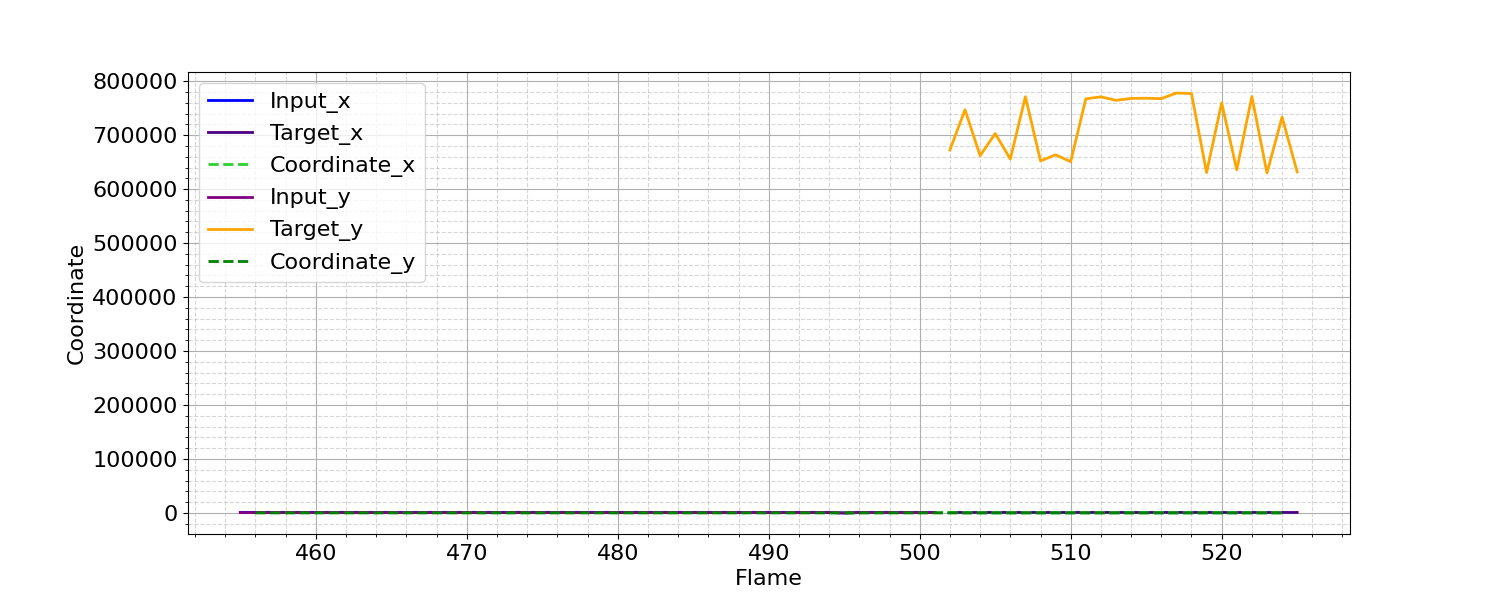 800000
700000
600000
500000
400000
300000
200000
100000
0
Coordinate
Input_x
Target_x
Coordinate_x
Input_y
Target_y
Coordinate_y
460 470 480 490 500 510 520
Flame